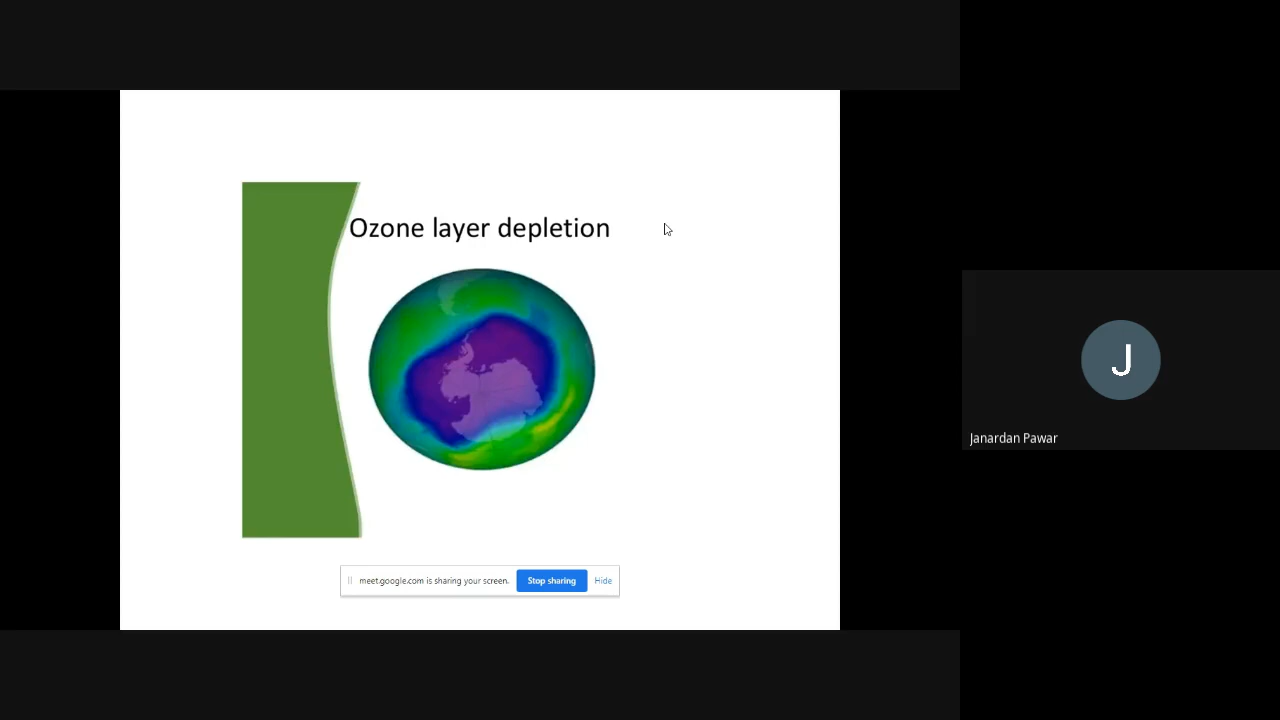 Ozone layer depletion
J
Janardan Pawar
meet.google.com is sharing your screen. Stop sharing Hide